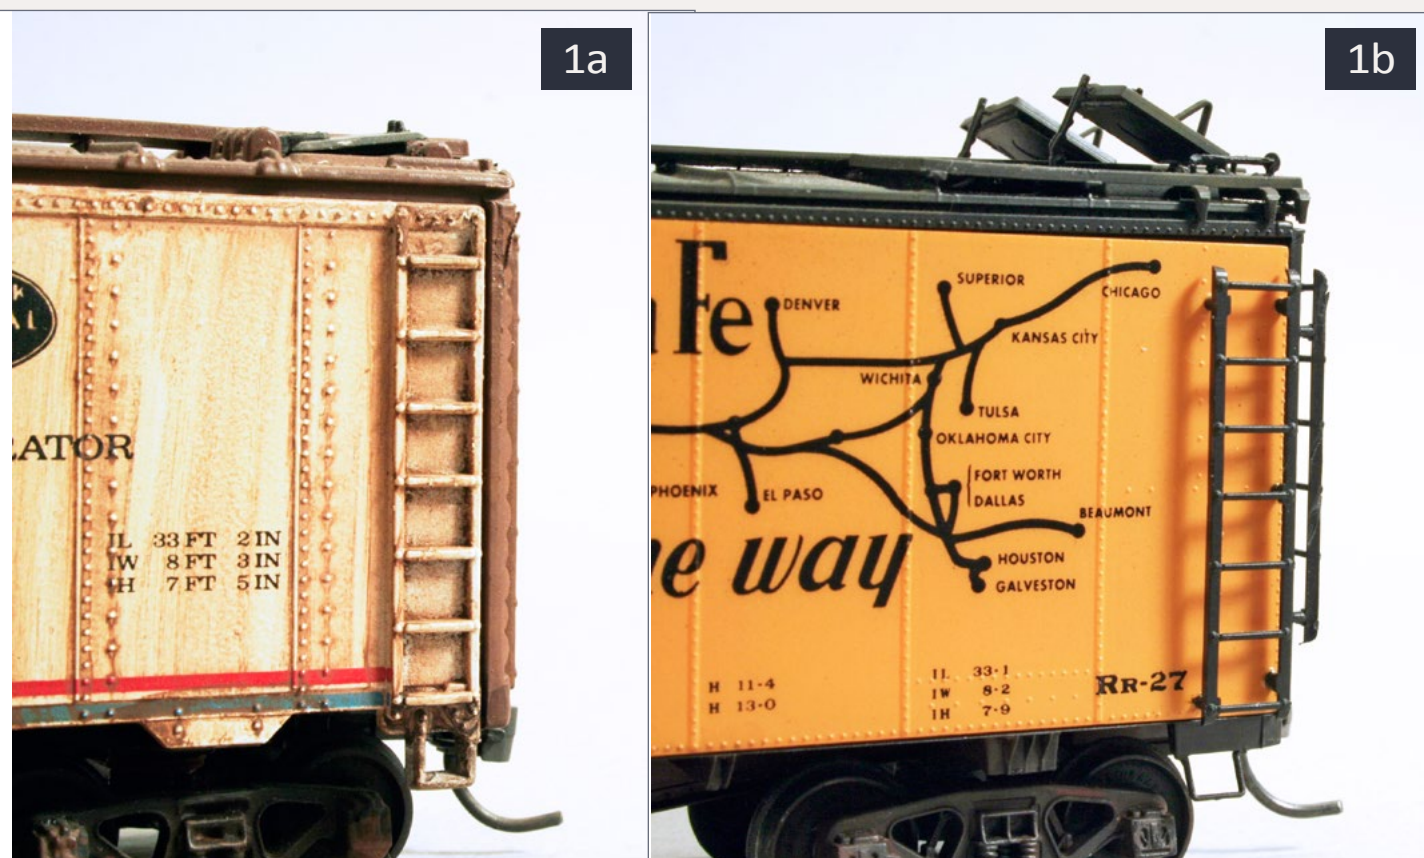 1a
ATOR
IL 33 FT 2 IN
IW 8 FT 3 IN
IH 7 FT 5 IN
1b
Fe
SUPERIOR
CHICAGO
DENVER
KANSAS CITY
WICHITA
TULSA
OKLAHOMA CITY
FORT WORTH
DALLAS
PHOENIX
EL PASO
BEAUMONT
way
HOUSTON
GALVESTON
H 11-4
H 13-0
IL 33-1
IW 8-2
IH 7-9
RR-27